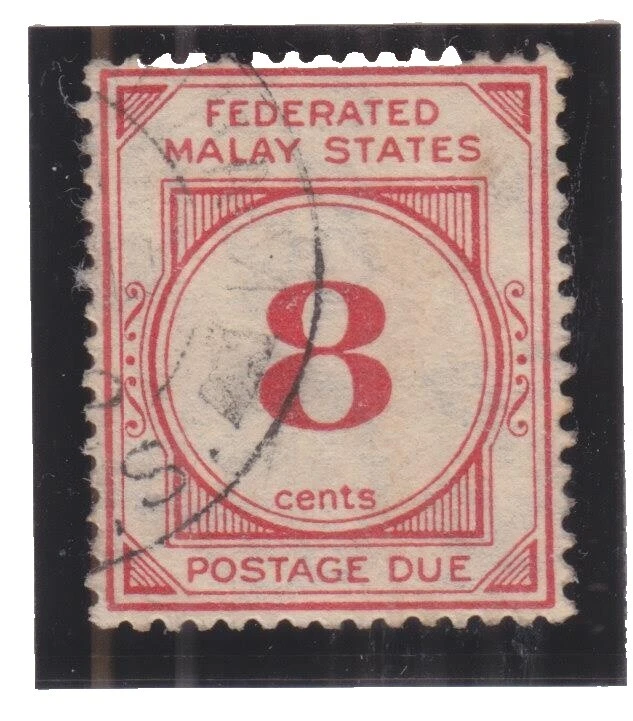 FEDERATED
MALAY STATES
8
cents
POSTAGE DUE